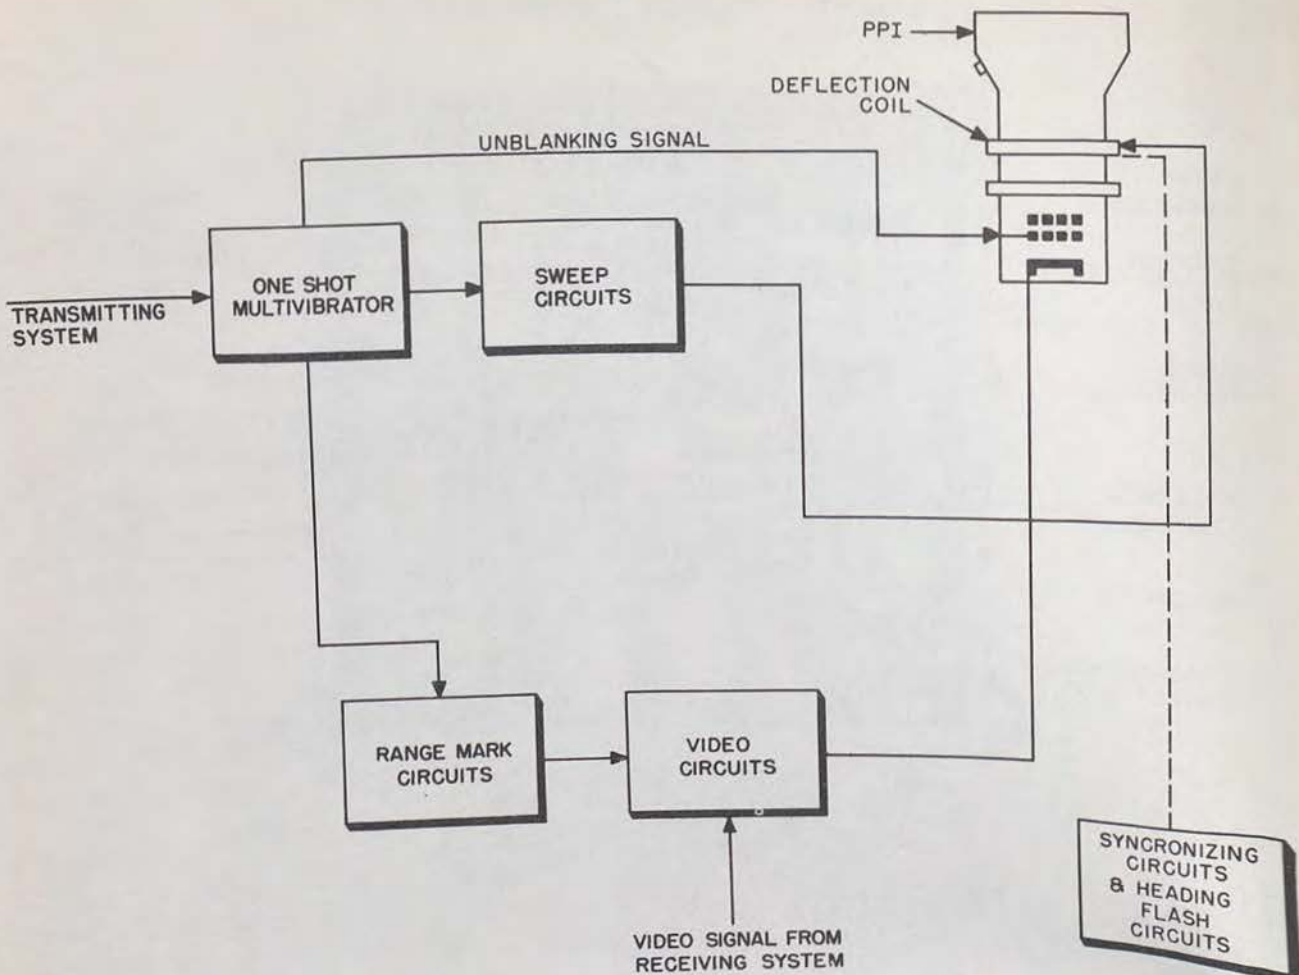 PPI
DEFLECTION
COIL
UNBLANKING SIGNAL
ONE SHOT
MULTIVIBRATOR
SWEEP
CIRCUITS
TRANSMITTING
SYSTEM
RANGE MARK
CIRCUITS
VIDEO
CIRCUITS
SYNCRONIZING
CIRCUITS
& HEADING
FLASH
CIRCUITS
VIDEO SIGNAL FROM
RECEIVING SYSTEM